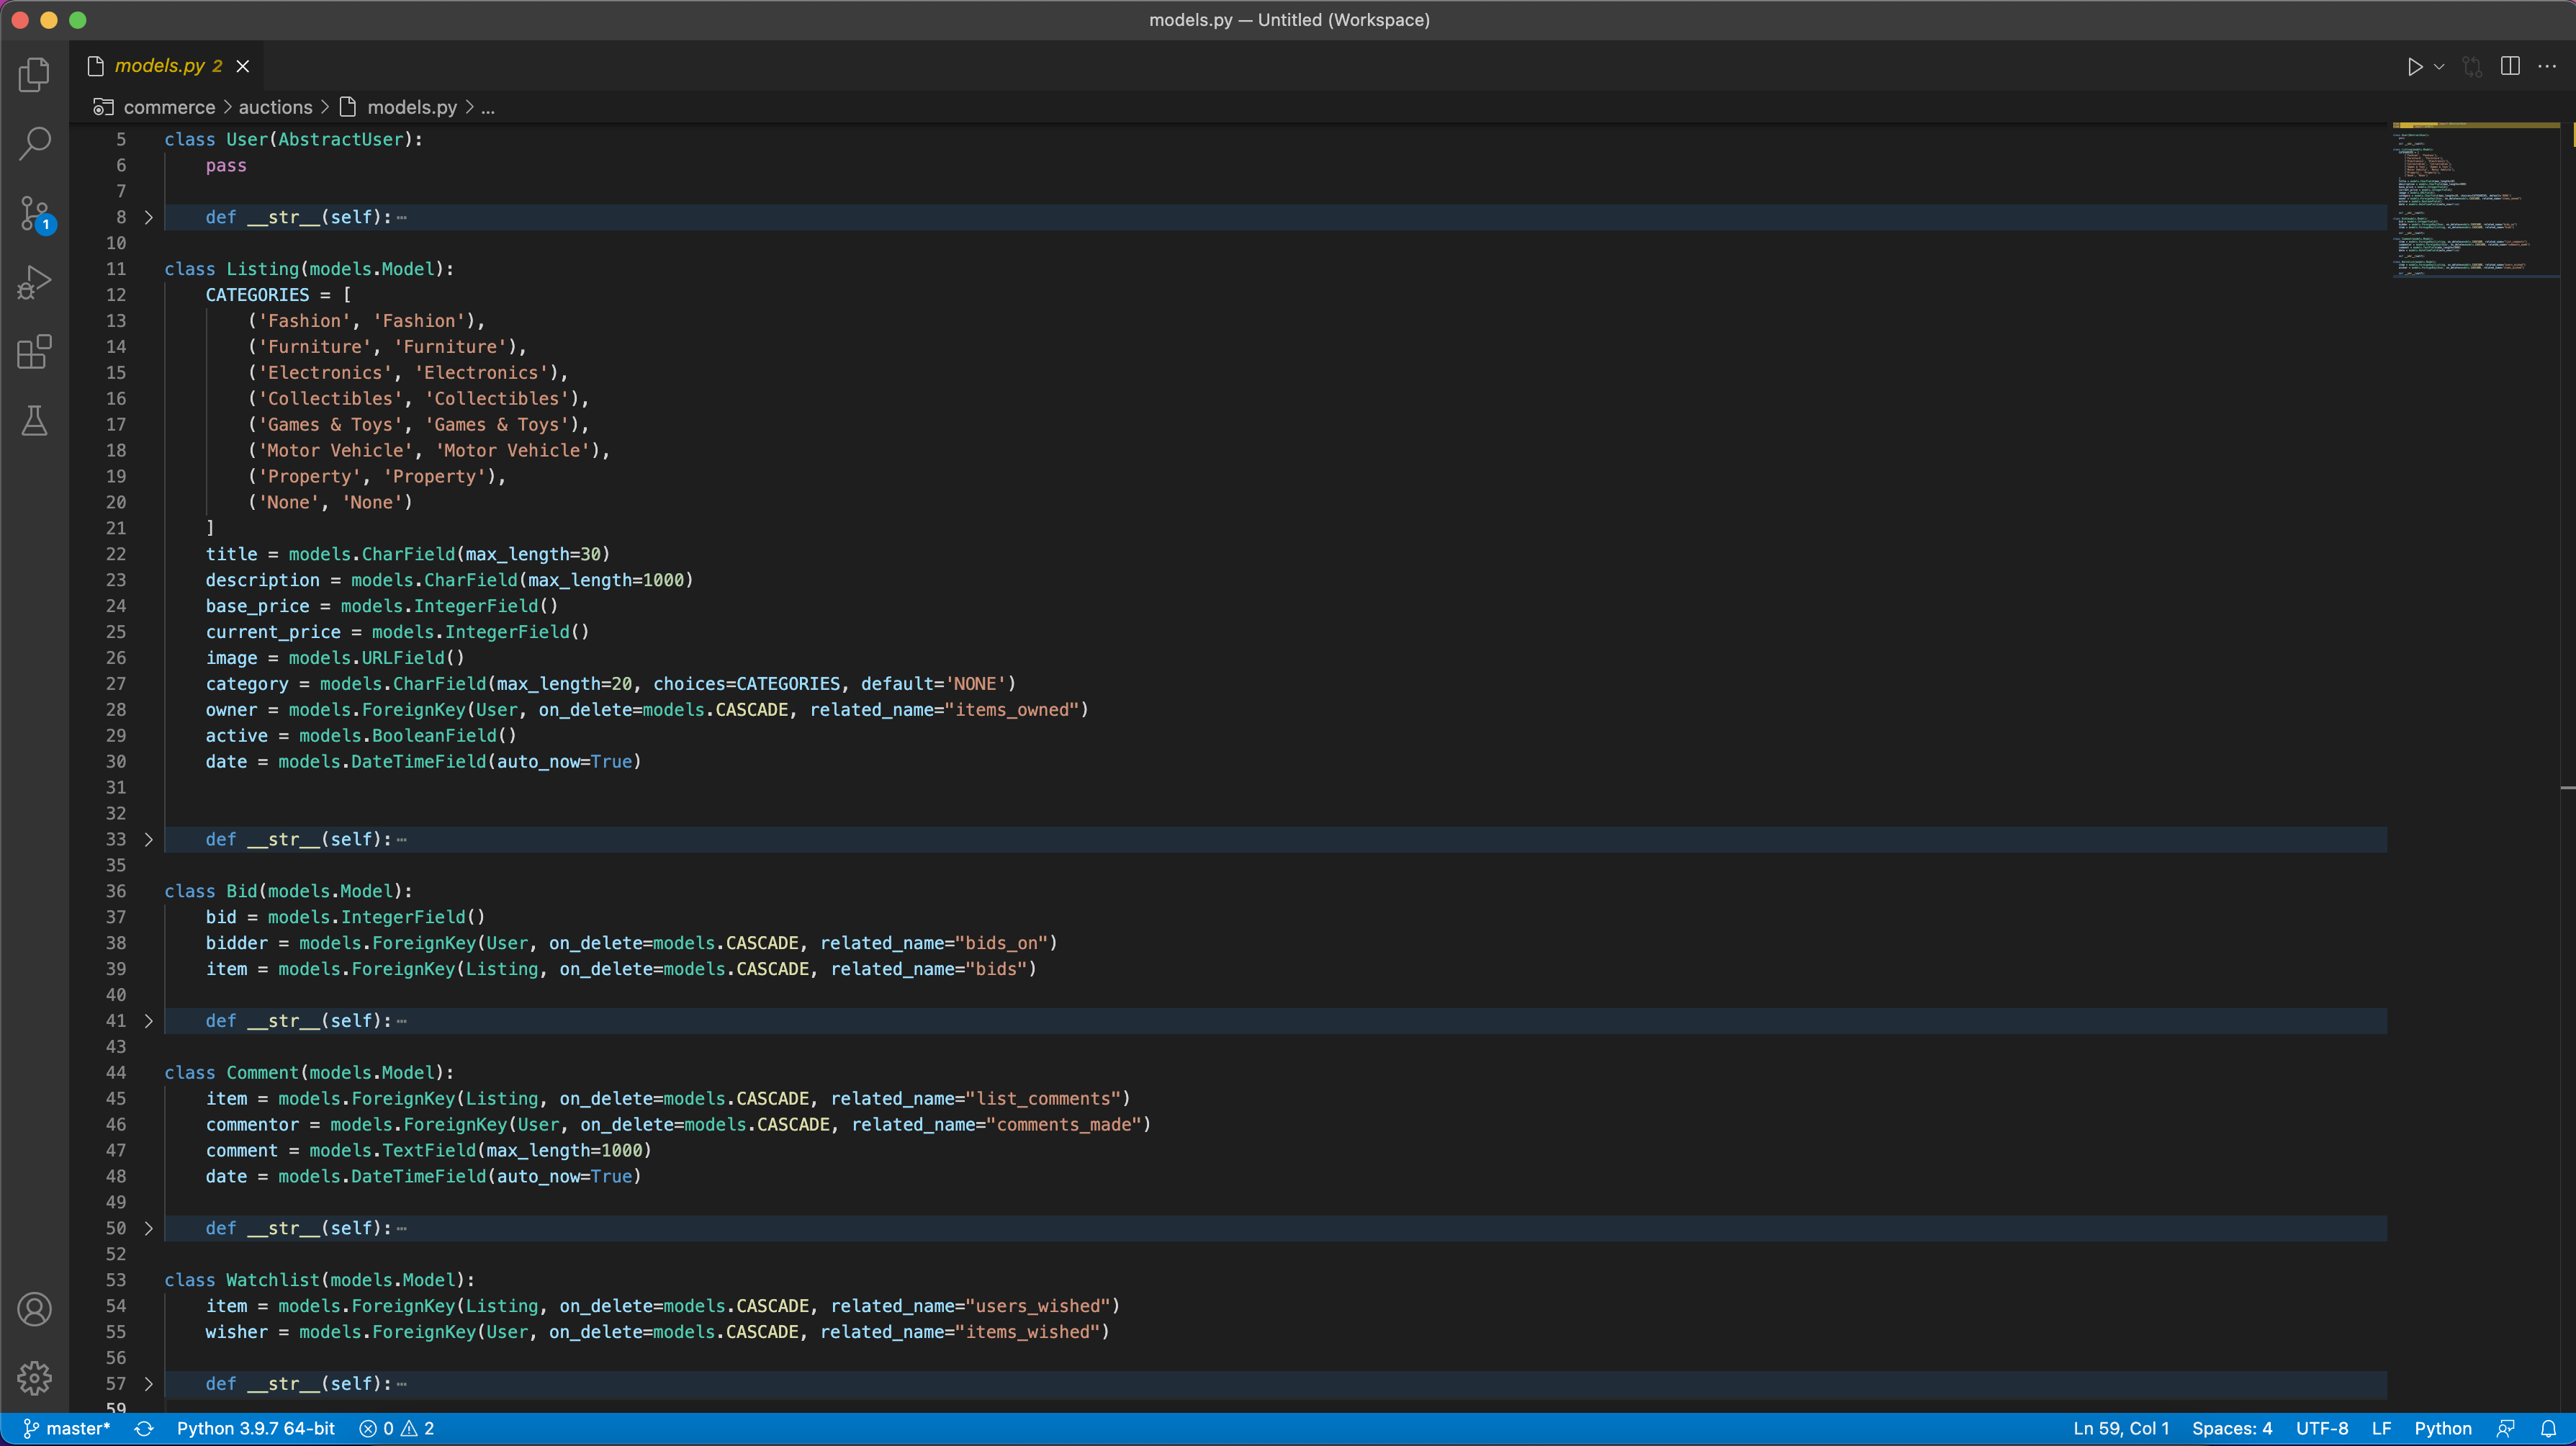 models.py — Untitled (Workspace)
models.py 2
commerce > auctions > models.py > ...
5 class User(AbstractUser):
6 pass
7
8 def __str__(self):⋯
10
11 class Listing(models.Model):
12 CATEGORIES = [
13 ('Fashion', 'Fashion'),
14 ('Furniture', 'Furniture'),
15 ('Electronics', 'Electronics'),
16 ('Collectibles', 'Collectibles'),
17 ('Games & Toys', 'Games & Toys'),
18 ('Motor Vehicle', 'Motor Vehicle'),
19 ('Property', 'Property'),
20 ('None', 'None')
21 ]
22 title = models.CharField(max_length=30)
23 description = models.CharField(max_length=1000)
24 base_price = models.IntegerField()
25 current_price = models.IntegerField()
26 image = models.URLField()
27 category = models.CharField(max_length=20, choices=CATEGORIES, default='NONE')
28 owner = models.ForeignKey(User, on_delete=models.CASCADE, related_name="items_owned")
29 active = models.BooleanField()
30 date = models.DateTimeField(auto_now=True)
31
32
33 def __str__(self):⋯
35
36 class Bid(models.Model):
37 bid = models.IntegerField()
38 bidder = models.ForeignKey(User, on_delete=models.CASCADE, related_name="bids_on")
39 item = models.ForeignKey(Listing, on_delete=models.CASCADE, related_name="bids")
40
41 def __str__(self):⋯
43
44 class Comment(models.Model):
45 item = models.ForeignKey(Listing, on_delete=models.CASCADE, related_name="list_comments")
46 commentor = models.ForeignKey(User, on_delete=models.CASCADE, related_name="comments_made")
47 comment = models.TextField(max_length=1000)
48 date = models.DateTimeField(auto_now=True)
49
50 def __str__(self):⋯
52
53 class Watchlist(models.Model):
54 item = models.ForeignKey(Listing, on_delete=models.CASCADE, related_name="users_wished")
55 wisher = models.ForeignKey(User, on_delete=models.CASCADE, related_name="items_wished")
56
57 def __str__(self):⋯
59
1
master* Python 3.9.7 64-bit 0 2 Ln 59, Col 1 Spaces: 4 UTF-8 LF Python